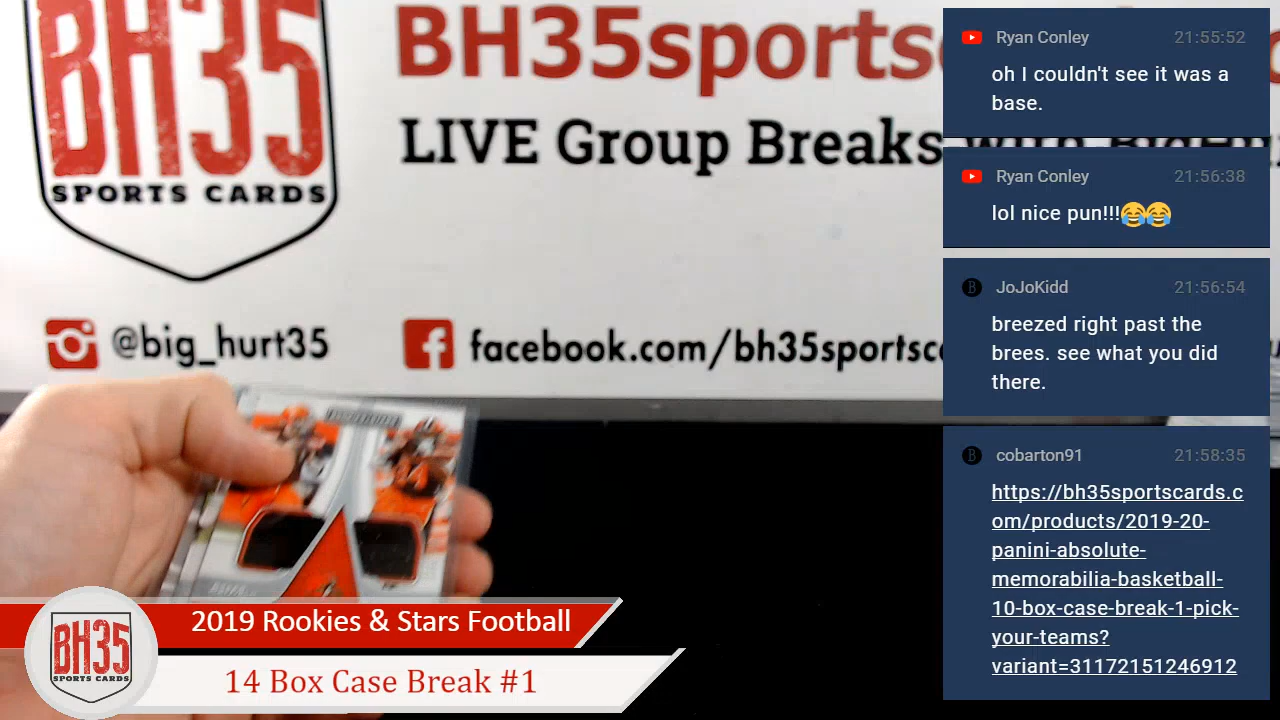 BH35
SPORTS CARDS
BH35sportsc
LIVE Group Breaks with Big
@big_hurt35
facebook.com/bh35sportsc
Ryan Conley 21:55:52
oh I couldn't see it was a
base.
Ryan Conley 21:56:38
lol nice pun!!!😂😂
JoJoKidd 21:56:54
breezed right past the
brees. see what you did
there.
cobarton91 21:58:35
https://bh35sportscards.c
om/products/2019-20-
panini-absolute-
memorabilia-basketball-
10-box-case-break-1-pick-
your-teams?
variant=31172151246912
BH35
SPORTS CARDS
2019 Rookies & Stars Football
14 Box Case Break #1